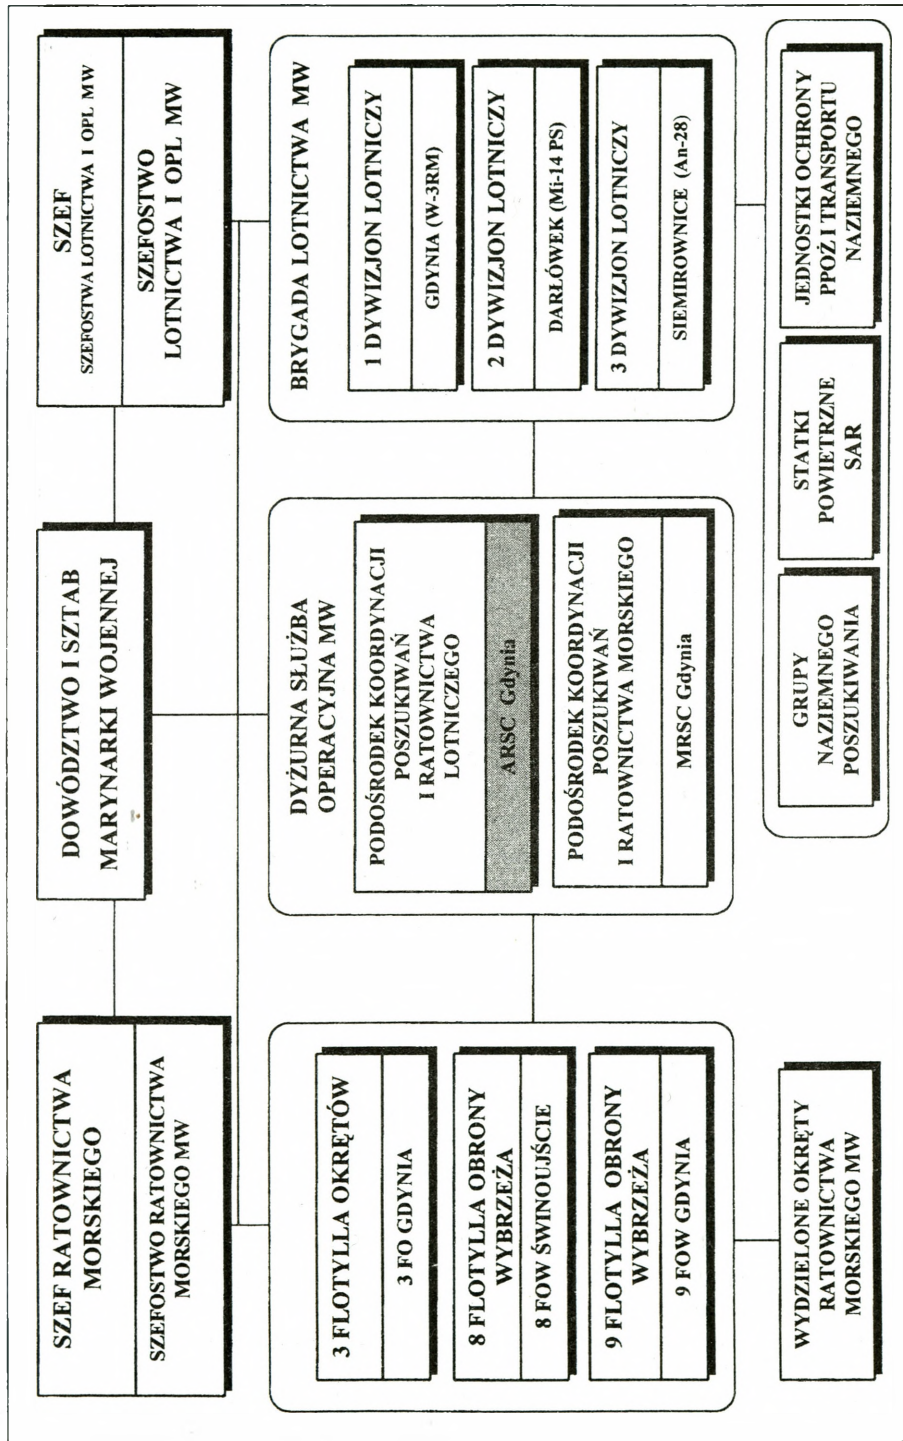 SZEF RATOWNICTWA
MORSKIEGO
SZEFOSTWO RATOWNICTWA
MORSKIEGO MW
DOWÓDZTWO I SZTAB
MARYNARKI WOJENNEJ
SZEF
SZEFOSTWA LOTNICTWA I OPL MW
SZEFOSTWO
LOTNICTWA I OPL MW
3 FLOTYLLA OKRĘTÓW
3 FO GDYNIA
8 FLOTYLLA OBRONY
WYBRZEŻA
8 FOW ŚWINOUJŚCIE
9 FLOTYLLA OBRONY
WYBRZEŻA
9 FOW GDYNIA
DYŻURNA SŁUŻBA
OPERACYJNA MW
PODOŚRODEK KOORDYNACJI
POSZUKIWAŃ
I RATOWNICTWA
LOTNICZEGO
ARSC Gdynia
PODOŚRODEK KOORDYNACJI
POSZUKIWAŃ
I RATOWNICTWA MORSKIEGO
MRSC Gdynia
BRYGADA LOTNICTWA MW
1 DYWIZJON LOTNICZY
GDYNIA (W-3RM)
2 DYWIZJON LOTNICZY
DARŁÓWEK (Mi-14 PS)
3 DYWIZJON LOTNICZY
SIEMIROWNICE (An-28)
WYDZIELONE OKRĘTY
RATOWNICTWA
MORSKIEGO MW
GRUPY
NAZIEMNEGO
POSZUKIWANIA
STATKI
POWIETRZNE
SAR
JEDNOSTKI OCHRONY
PPOŻ I TRANSPORTU
NAZIEMNEGO